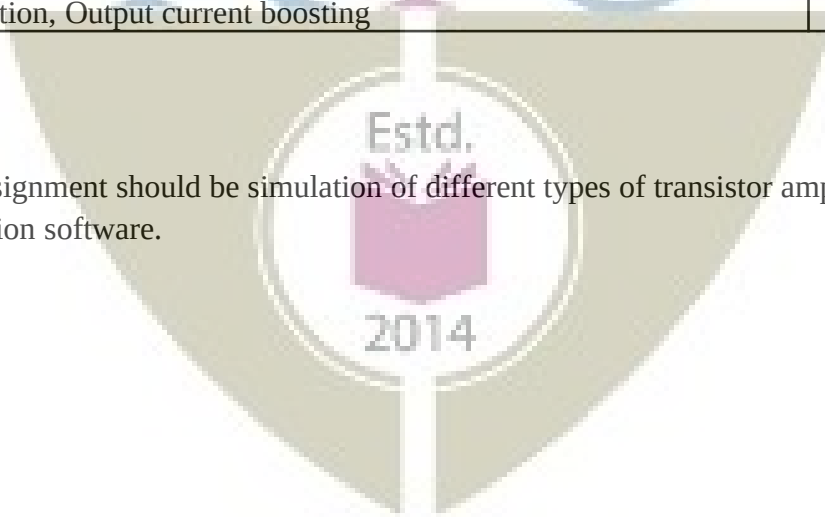 tion, Output current boosting
Estd.
signment should be simulation of different types of transistor amp
ion software.
2014